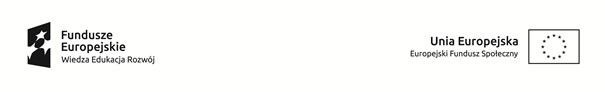 Fundusze
Europejskie
Wiedza Edukacja Rozwój
Unia Europejska
Europejski Fundusz Społeczny